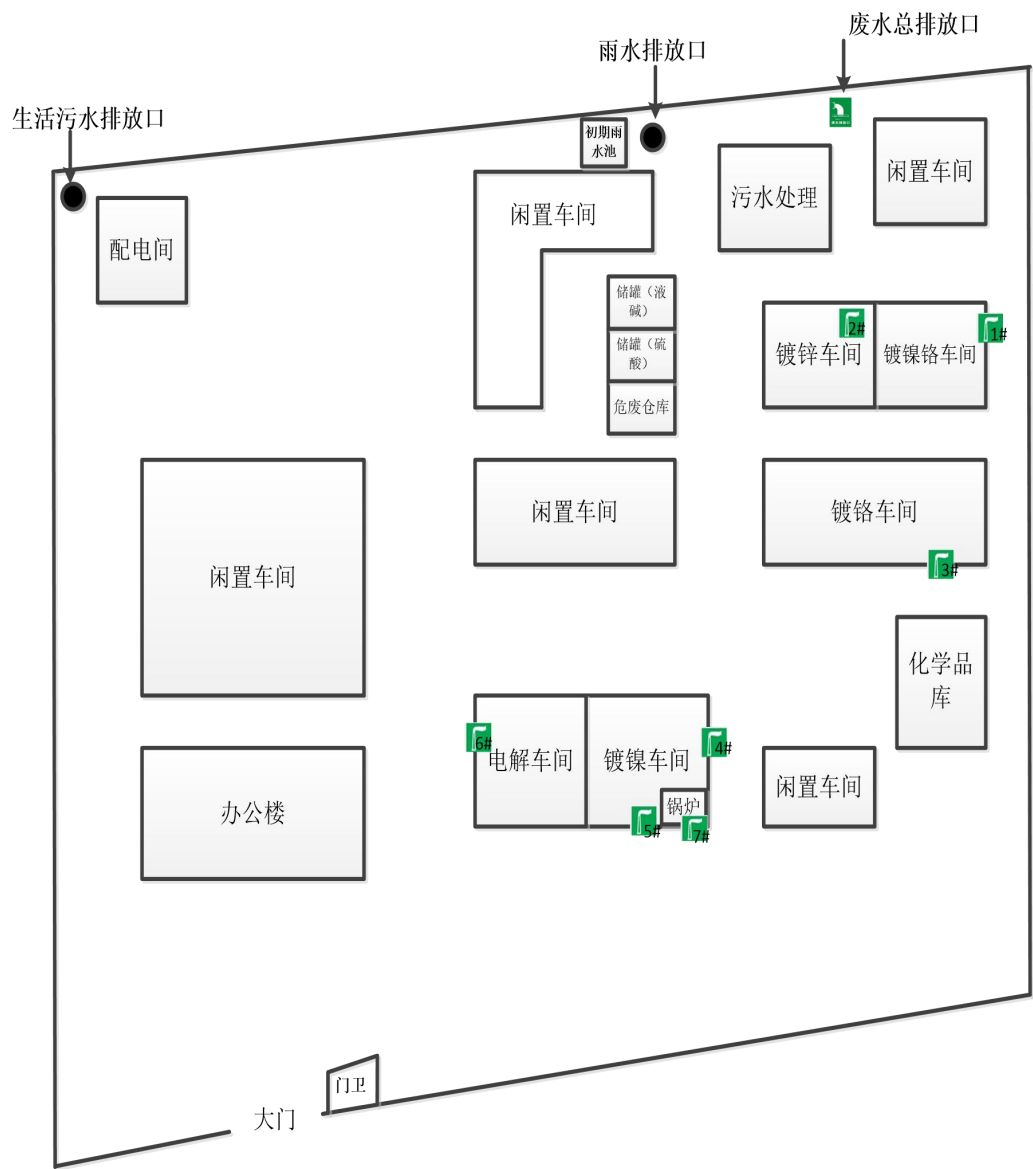 废水总排放口
雨水排放口
生活污水排放口
初期雨
水池
闲置车间
污水处理
闲置车间
配电间
储罐（液
碱）
储罐（硫
酸）
危废仓库
2#
1#
镀锌车间
镀镍铬车间
闲置车间
镀铬车间
3#
闲置车间
化学品
库
6#
电解车间
镀镍车间
4#
锅炉
5#
7#
闲置车间
办公楼
门卫
大门